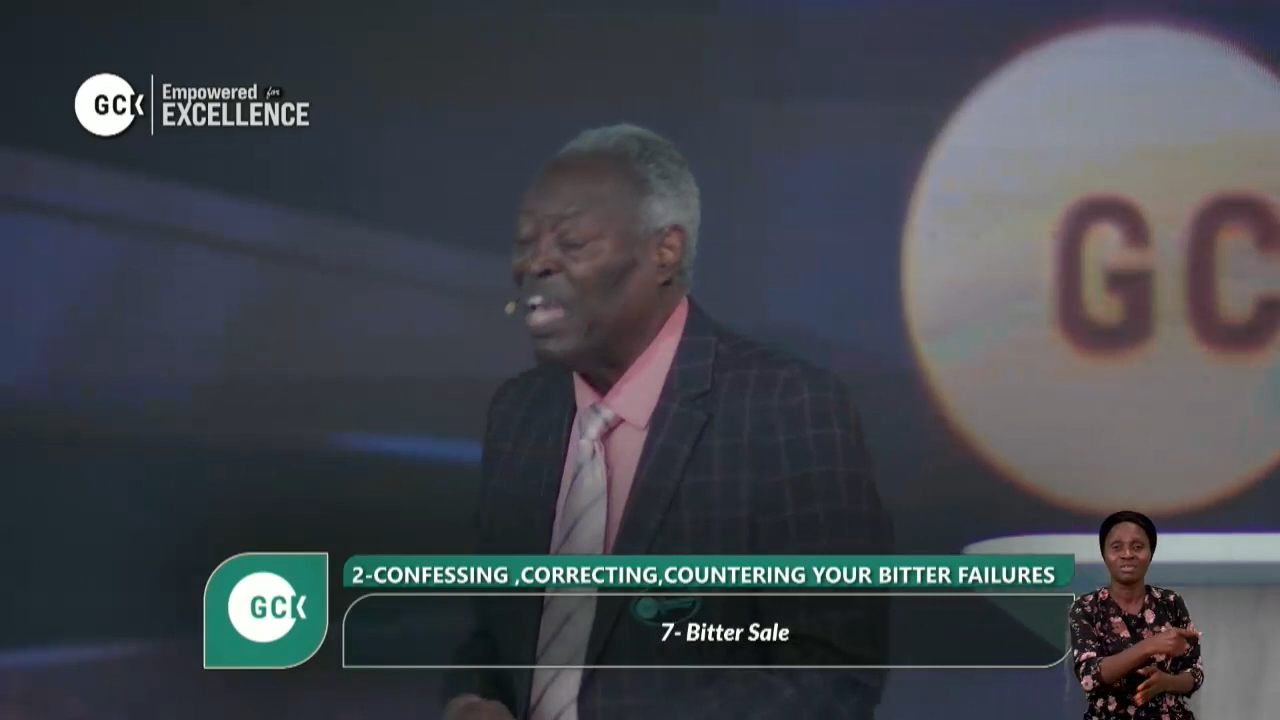 GCK
Empowered for
EXCELLENCE
GC
2-CONFESSING ,CORRECTING,COUNTERING YOUR BITTER FAILURES
GCK
7- Bitter Sale